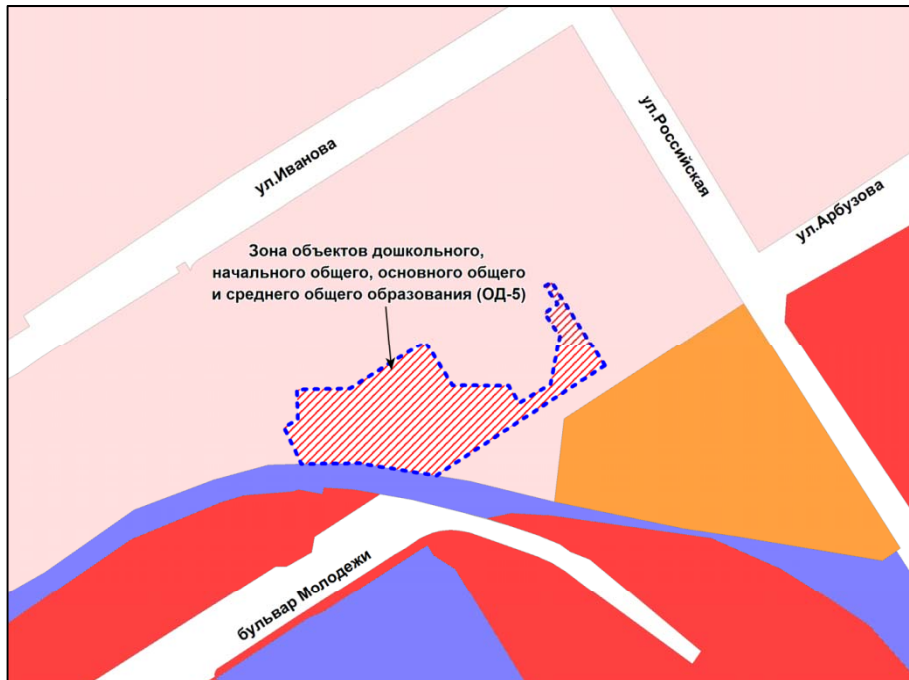 ул.Иванова
ул.Российская
ул.Арбузова
Зона объектов дошкольного,
начального общего, основного общего
и среднего общего образования (ОД-5)
бульвар Молодежи